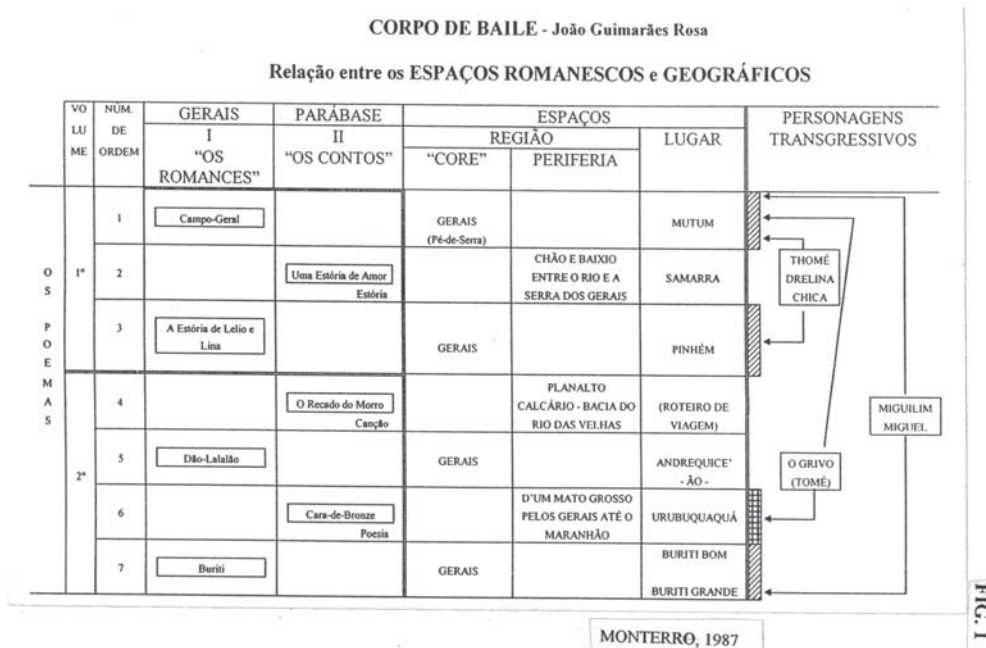 CORPO DE BAILE - João Guimarães Rosa
Relação entre os ESPAÇOS ROMANESCOS e GEOGRÁFICOS
VO
LU
ME
NÚM.
DE
ORDEM
GERAIS
I
“OS
ROMANCES”
PARÁBASE
II
“OS CONTOS”
ESPAÇOS
REGIÃO
“CORE”
PERIFERIA
LUGAR
PERSONAGENS
TRANSGRESSIVOS
OS POEMAS
1º
1
Campo-Geral
GERAIS
(Pé-de-Serra)
MUTUM
2
Uma Estória de Amor
Estória
CHÃO E BAIXIO
ENTRE O RIO E A
SERRA DOS GERAIS
SAMARRA
THOMÉ
DRELINA
CHICA
3
A Estória de Lelio e
Lina
GERAIS
PINHÉM
2º
4
O Recado do Morro
Canção
PLANALTO
CALCÁRIO - BACIA DO
RIO DAS VELHAS
(ROTEIRO DE
VIAGEM)
MIGUILIM
MIGUEL
5
Dão-Lalalão
GERAIS
ANDREQUICE’
- ÃO -
O GRIVO
(TOMÉ)
6
Cara-de-Bronze
Poesia
D'UM MATO GROSSO
PELOS GERAIS ATÉ O
MARANHÃO
URUBUQUAQUÁ
7
Buriti
GERAIS
BURITI BOM
BURITI GRANDE
MONTERRO, 1987
FIG. 1